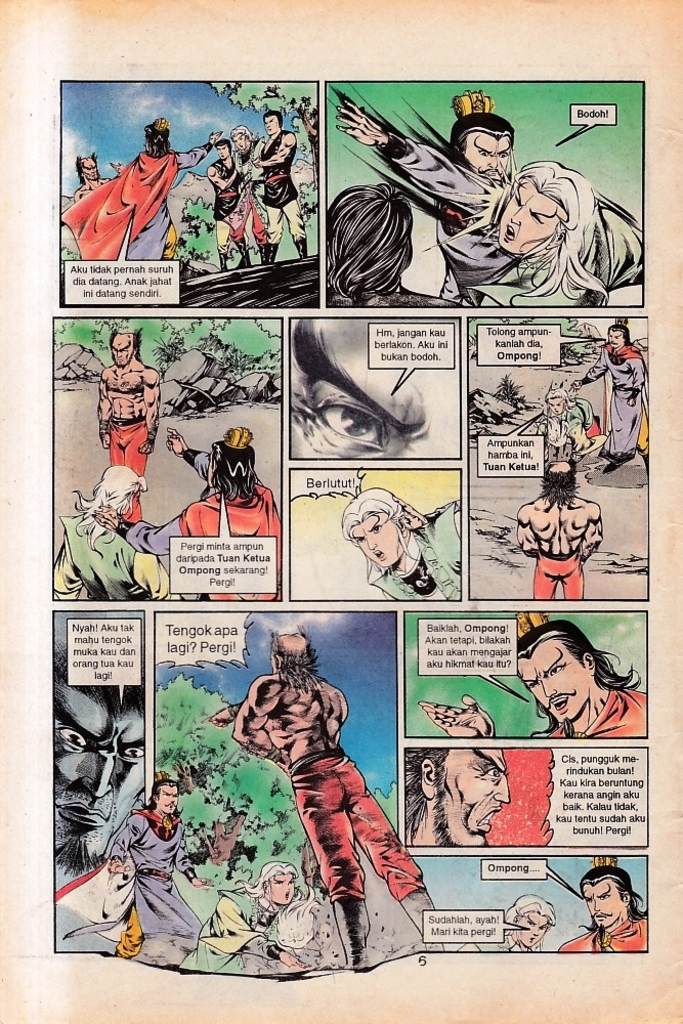 Aku tidak pernah suruh
dia datang. Anak jahat
ini datang sendiri.
Bodoh!
Pergi minta ampun
daripada Tuan Ketua
Ompong sekarang!
Pergi!
Hm, jangan kau
berlakon. Aku ini
bukan bodoh.
Berlutut!
Tolong ampun-
kanlah dia,
Ompong!
Ampunkan
hamba ini,
Tuan Ketua!
Nyah! Aku tak
mahu tengok
muka kau dan
orang tua kau
lagi!
Tengok apa
lagi? Pergi!
Baiklah, Ompong!
Akan tetapi, bilakah
kau akan mengajar
aku hikmat kau itu?
Cis, pungguk me-
rindukan bulan!
Kau kira beruntung
kerana angin aku
baik. Kalau tidak,
kau tentu sudah aku
bunuh! Pergi!
Ompong....
Sudahlah, ayah!
Mari kita pergi!
6